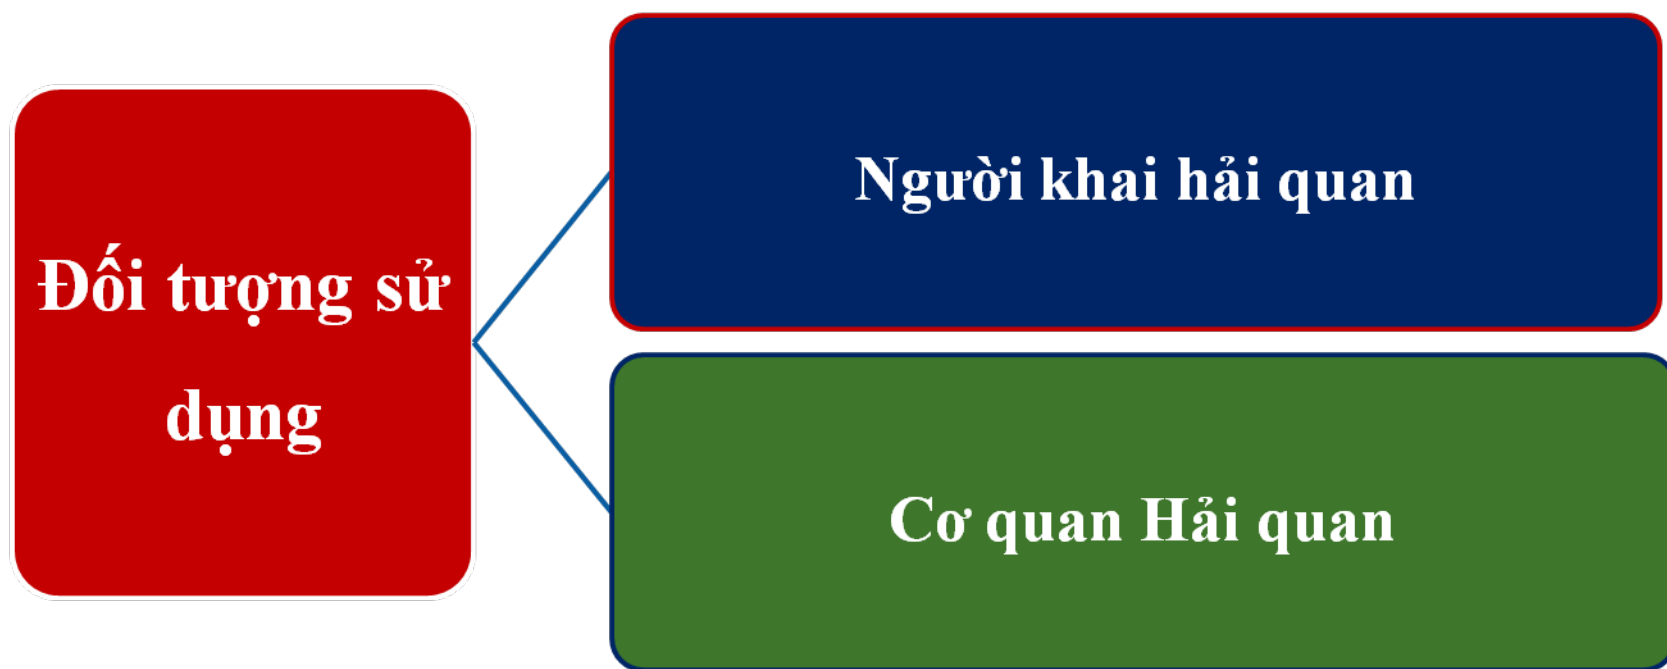 Đối tượng sử
dụng
Người khai hải quan
Cơ quan Hải quan